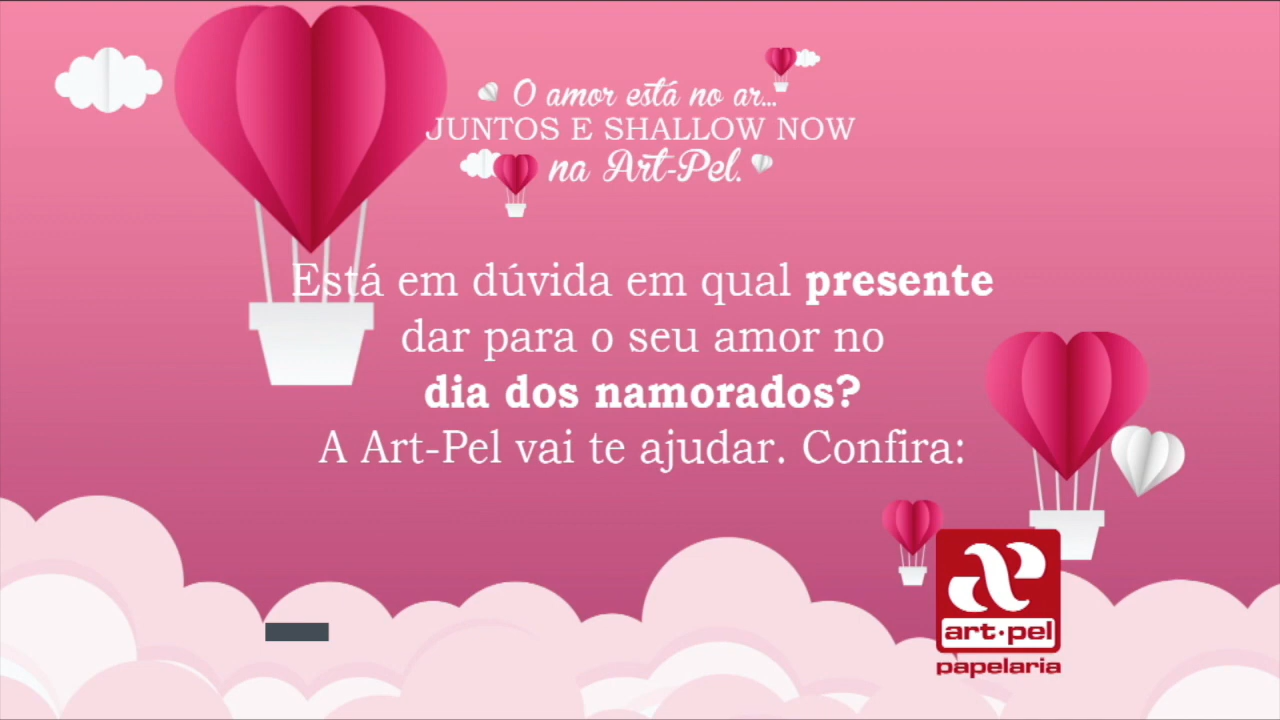 O amor está no ar...
JUNTOS E SHALLOW NOW
na Art-Pel.
Está em dúvida em qual presente
dar para o seu amor no
dia dos namorados?
A Art-Pel vai te ajudar. Confira:
art·pel
papelaria